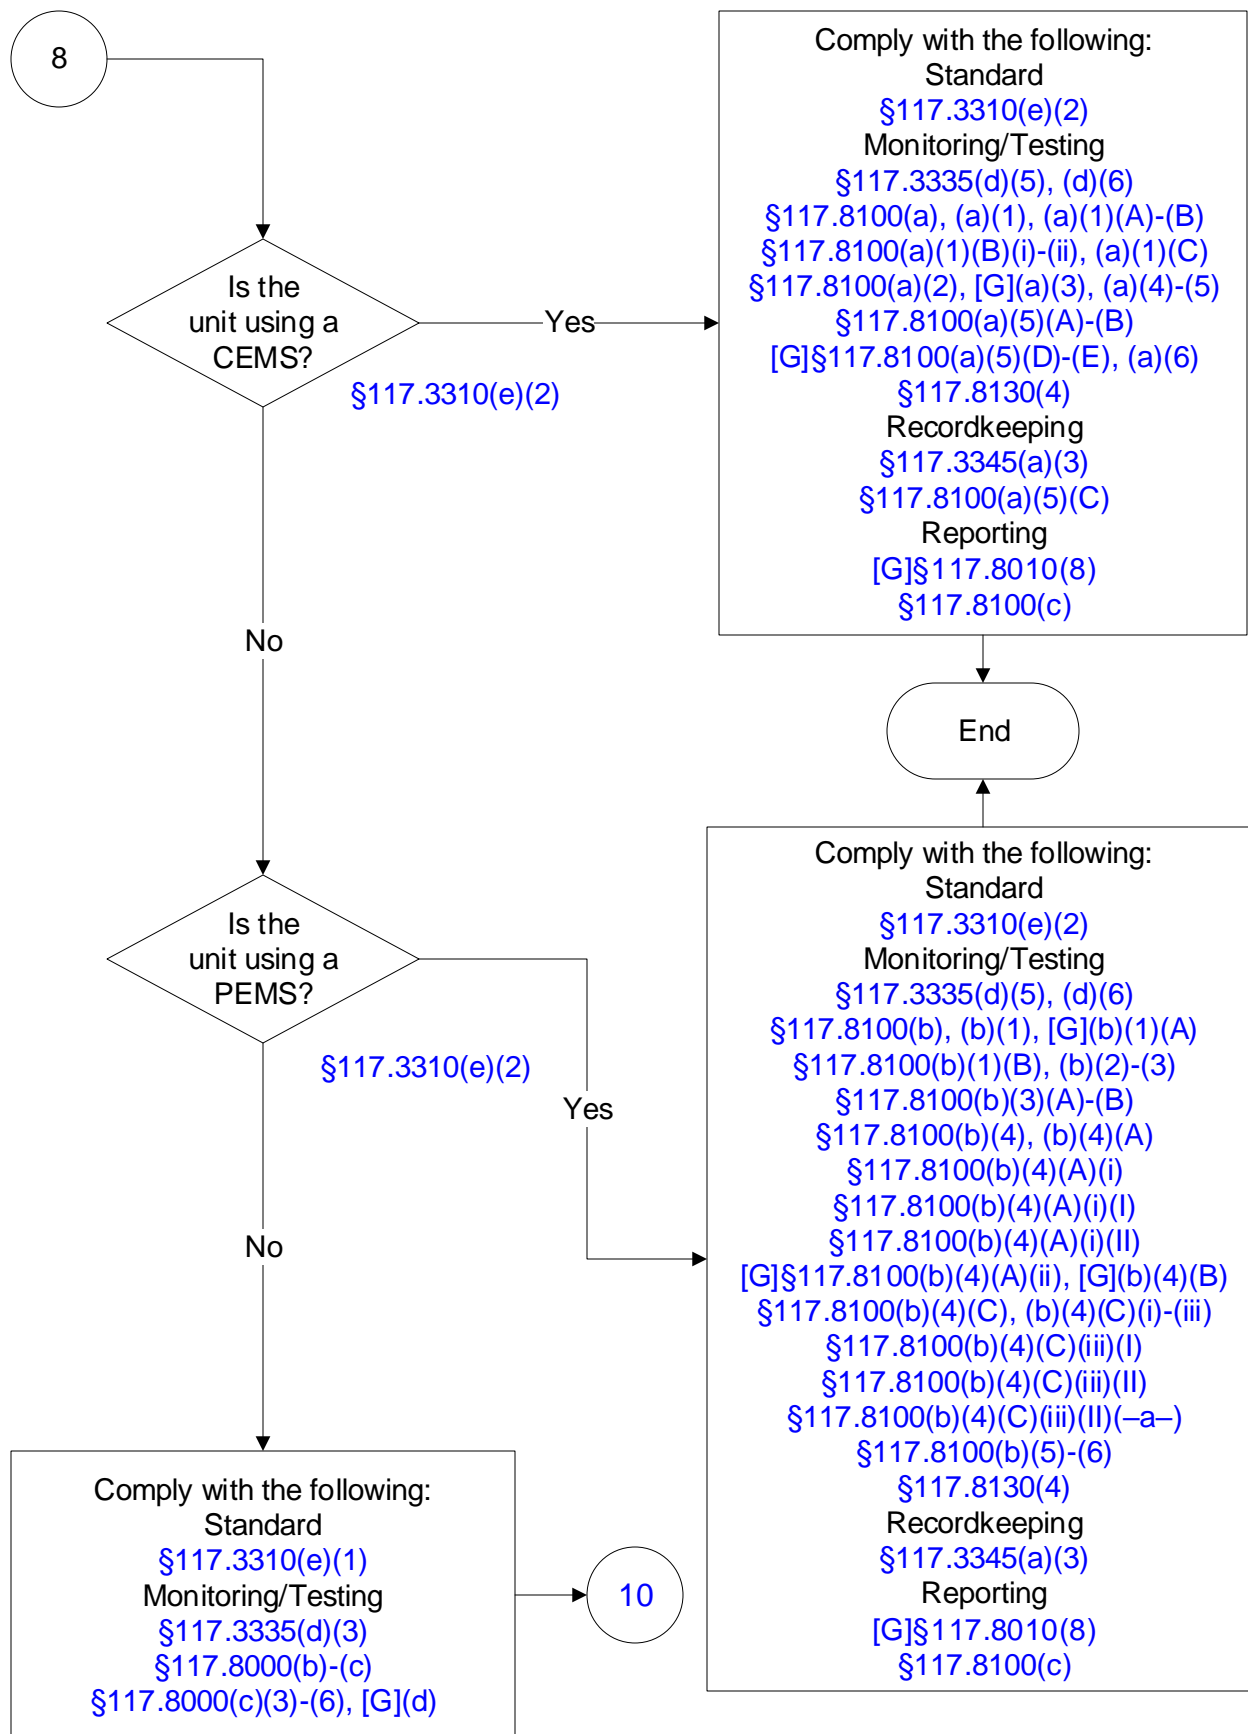 8
Is the
unit using a
CEMS?
Yes
§117.3310(e)(2)
Comply with the following:
Standard
§117.3310(e)(2)
Monitoring/Testing
§117.3335(d)(5), (d)(6)
§117.8100(a), (a)(1), (a)(1)(A)-(B)
§117.8100(a)(1)(B)(i)-(ii), (a)(1)(C)
§117.8100(a)(2), [G](a)(3), (a)(4)-(5)
§117.8100(a)(5)(A)-(B)
[G]§117.8100(a)(5)(D)-(E), (a)(6)
§117.8130(4)
Recordkeeping
§117.3345(a)(3)
§117.8100(a)(5)(C)
Reporting
[G]§117.8010(8)
§117.8100(c)
End
No
Is the
unit using a
PEMS?
§117.3310(e)(2)
Yes
Comply with the following:
Standard
§117.3310(e)(2)
Monitoring/Testing
§117.3335(d)(5), (d)(6)
§117.8100(b), (b)(1), [G](b)(1)(A)
§117.8100(b)(1)(B), (b)(2)-(3)
§117.8100(b)(3)(A)-(B)
§117.8100(b)(4), (b)(4)(A)
§117.8100(b)(4)(A)(i)
§117.8100(b)(4)(A)(i)(I)
§117.8100(b)(4)(A)(i)(II)
[G]§117.8100(b)(4)(A)(ii), [G](b)(4)(B)
§117.8100(b)(4)(C), (b)(4)(C)(i)-(iii)
§117.8100(b)(4)(C)(iii)(I)
§117.8100(b)(4)(C)(iii)(II)
§117.8100(b)(4)(C)(iii)(II)(–a–)
§117.8100(b)(5)-(6)
§117.8130(4)
Recordkeeping
§117.3345(a)(3)
Reporting
[G]§117.8010(8)
§117.8100(c)
No
Comply with the following:
Standard
§117.3310(e)(1)
Monitoring/Testing
§117.3335(d)(3)
§117.8000(b)-(c)
§117.8000(c)(3)-(6), [G](d)
10